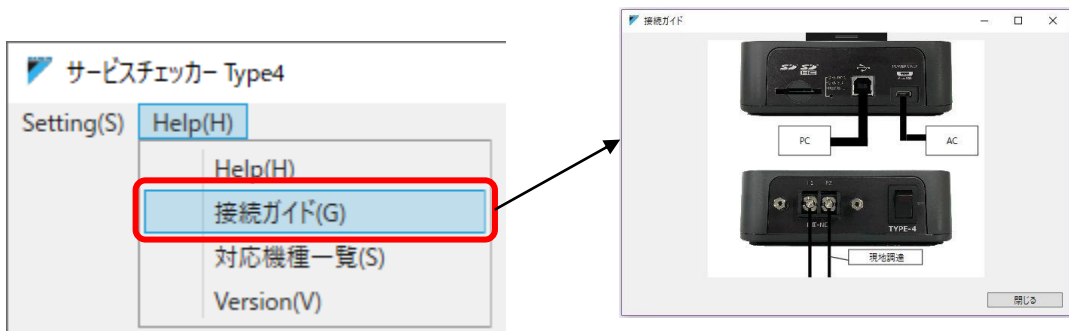 サービスチェッカー Type4
Setting(S) Help(H)
Help(H)
接続ガイド(G)
対応機種一覧(S)
Version(V)
接続ガイド
PC
AC
F1 F2
TYPE-4
現地調達
閉じる